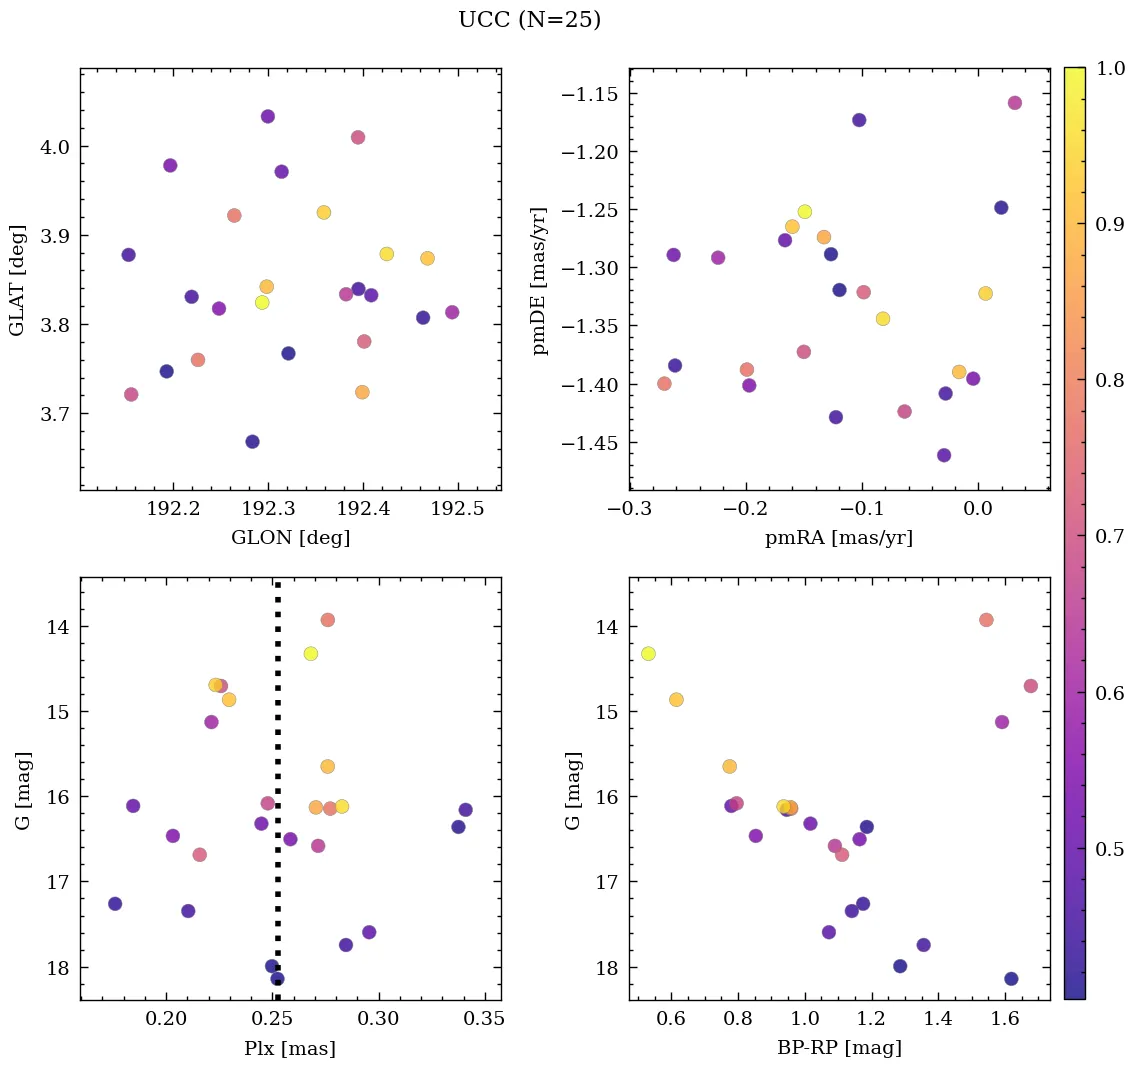 UCC (N=25)
4.0
3.9
3.8
3.7
GLAT [deg]
192.2 192.3 192.4 192.5
GLON [deg]
−1.15
−1.20
−1.25
−1.30
−1.35
−1.40
−1.45
pmDE [mas/yr]
−0.3 −0.2 −0.1 0.0
pmRA [mas/yr]
1.0
0.9
0.8
0.7
0.6
0.5
14
15
16
17
18
G [mag]
0.20 0.25 0.30 0.35
Plx [mas]
14
15
16
17
18
G [mag]
0.6 0.8 1.0 1.2 1.4 1.6
BP-RP [mag]